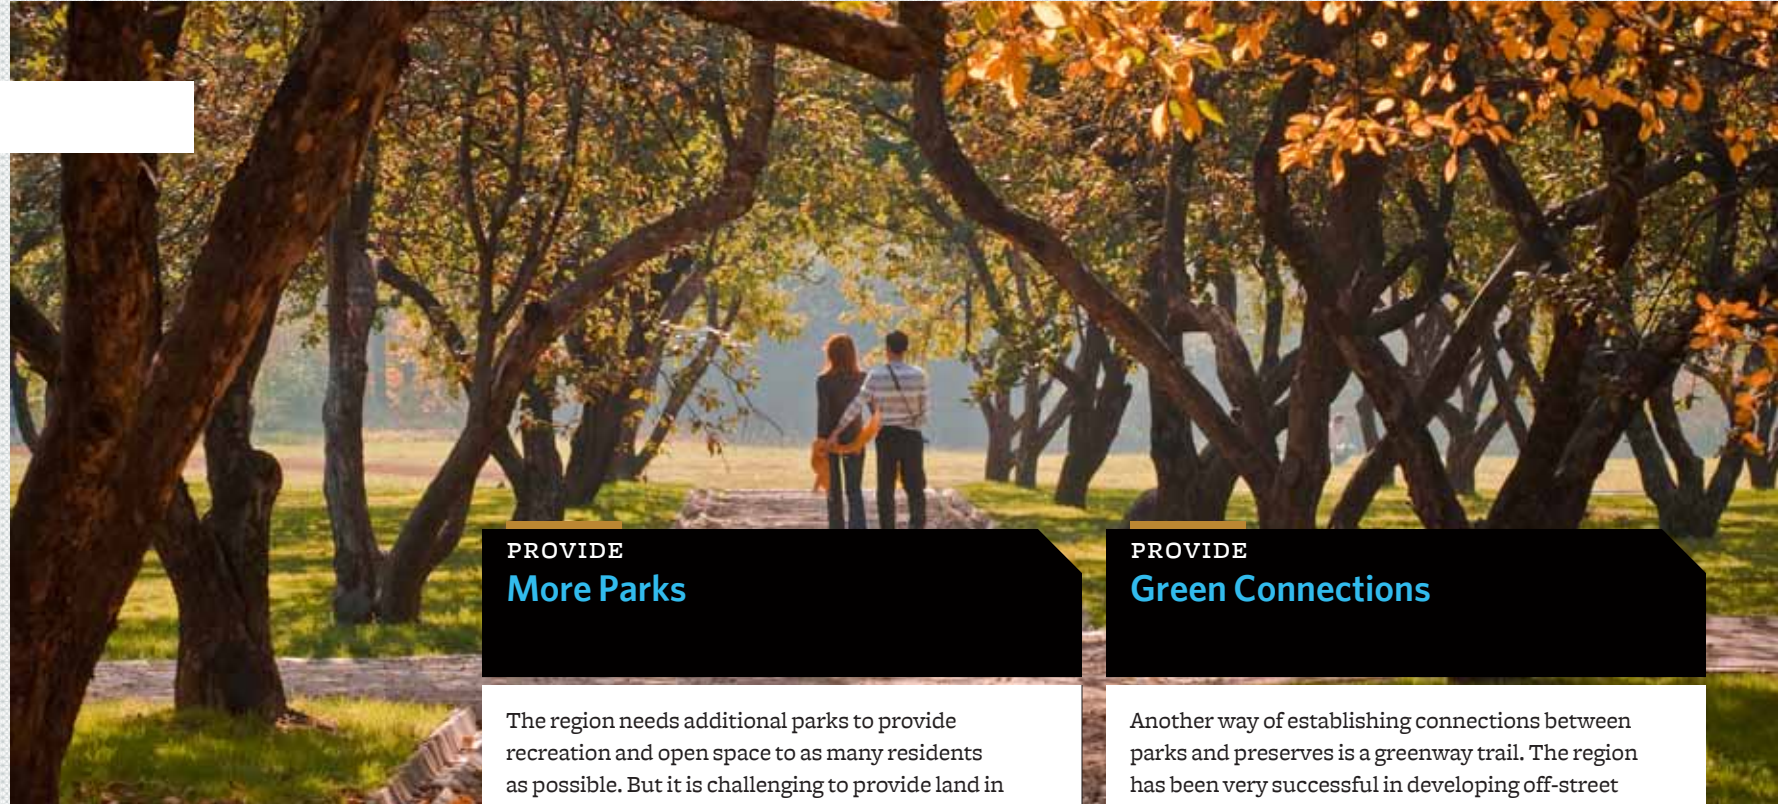 PROVIDE
More Parks
The region needs additional parks to provide
recreation and open space to as many residents
as possible. But it is challenging to provide land in
PROVIDE
Green Connections
Another way of establishing connections between
parks and preserves is a greenway trail. The region
has been very successful in developing off-street